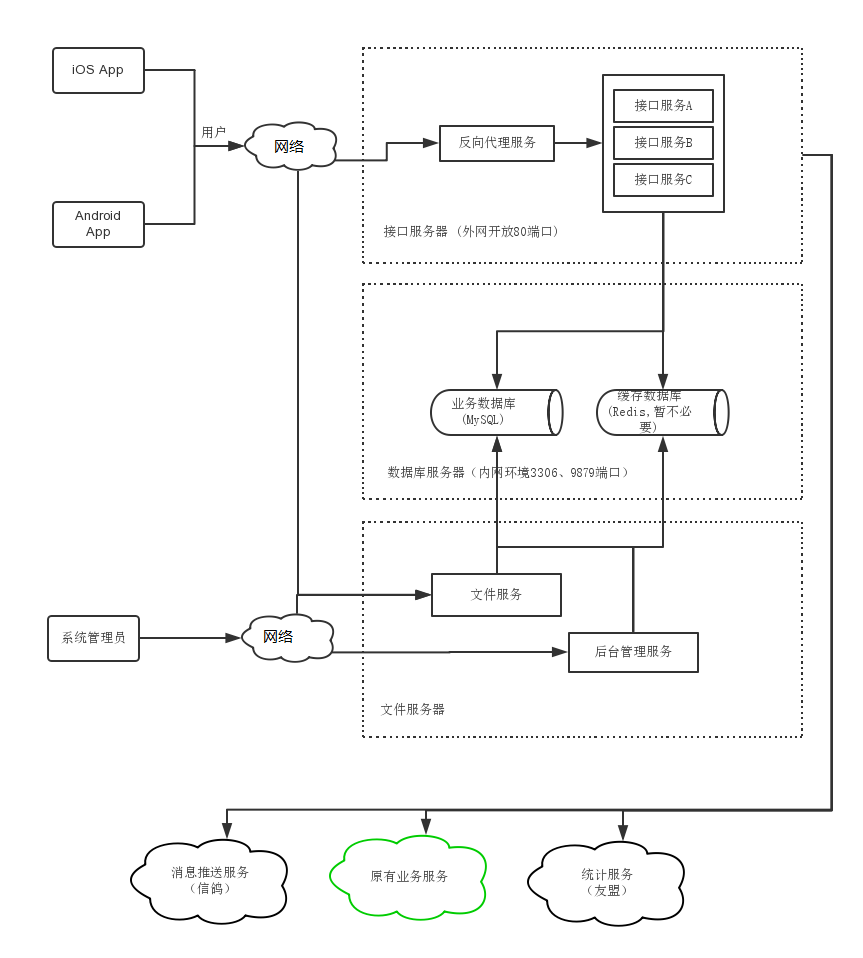 iOS App
用户
网络
Android
App
反向代理服务
接口服务A
接口服务B
接口服务C
接口服务器 (外网开放80端口)
业务数据库
(MySQL)
缓存数据库
(Redis,暂不必
要)
数据库服务器(内网环境3306、9879端口)
文件服务
系统管理员
网络
后台管理服务
文件服务器
消息推送服务
(信鸽)
原有业务服务
统计服务
(友盟)